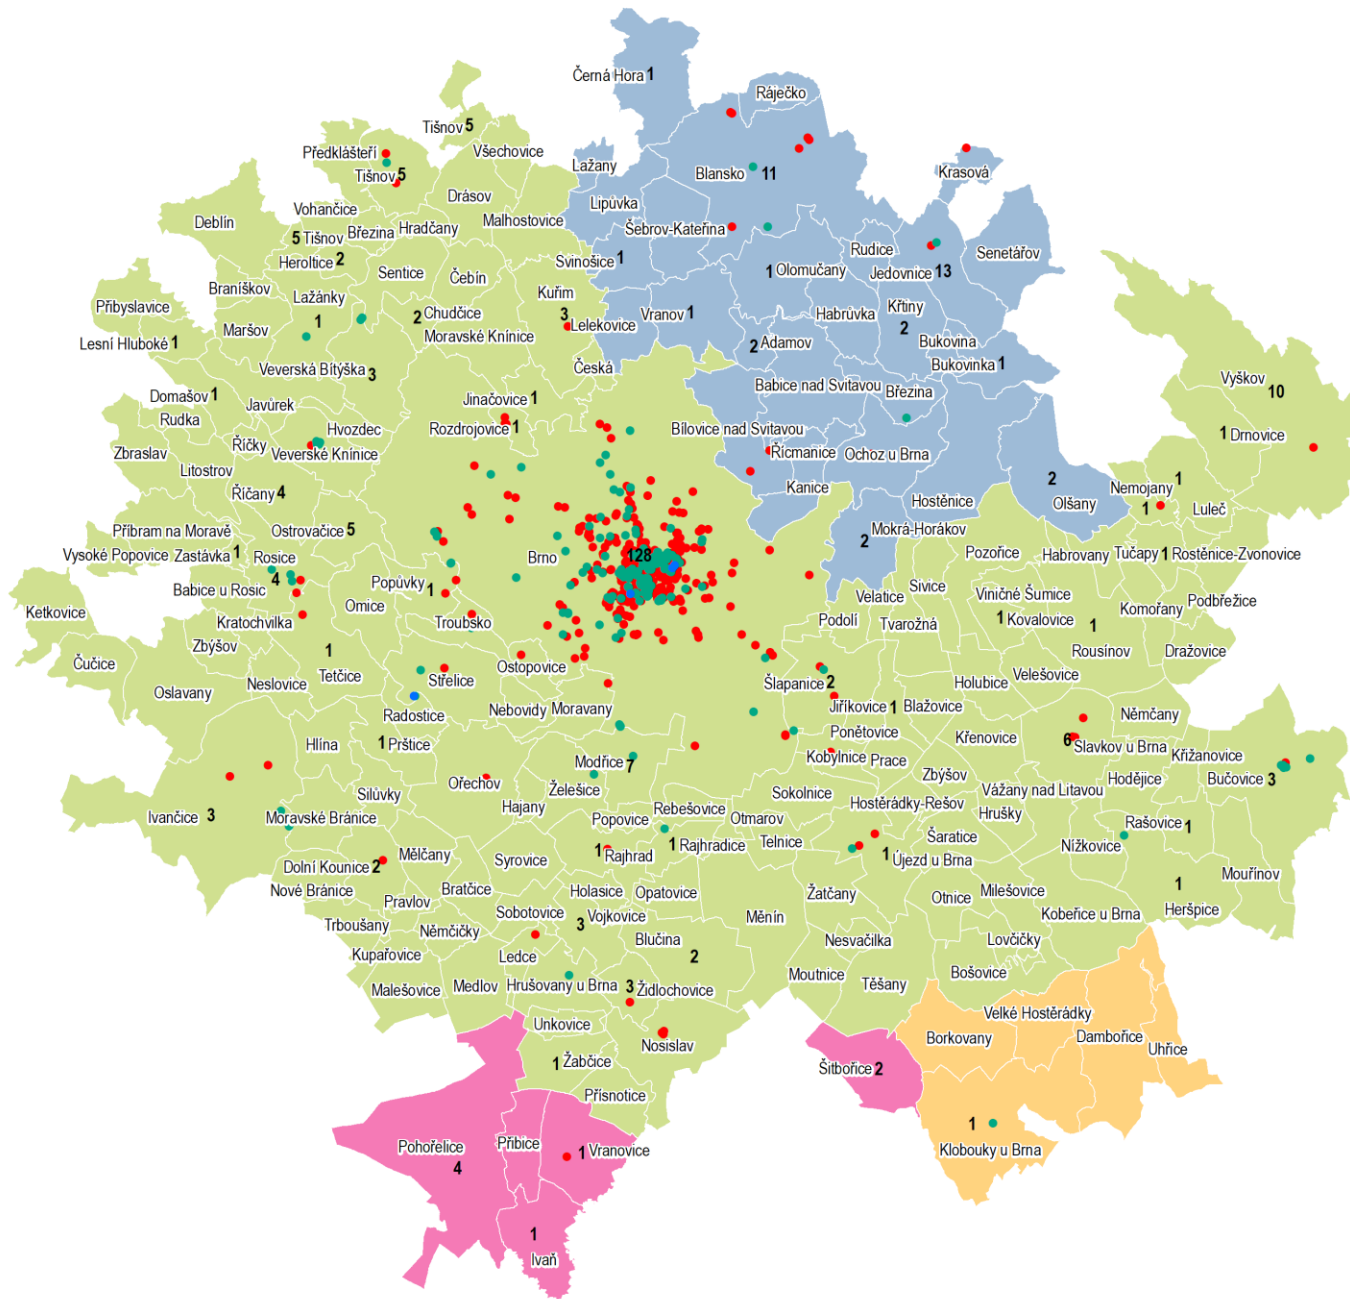 Černá Hora 1
Ráječko
Tišnov 5
Všechovice
Předklášteří
Tišnov 5
Lažany
Blansko 11
Krasová
Drásov
Lipůvka
Vohančice
Deblín
Březina
Hradčany
Malhostovice
Šebrov-Kateřina
5 Tišnov
Rudice
Senetářov
Heroltice 2
Sentice
Čebín
Svinošice 1
1 Olomučany
Jedovnice 13
Braníškov
Lažánky
Kuřim
Přibyslavice
1
2 Chudčice
3 Lelekovice
Vranov 1
Habrůvka
Křtiny
2
Maršov
Moravské Knínice
Lesní Hluboké 1
2 Adamov
Bukovina
Veverská Bítýška 3
Česká
Bukovinka 1
Vyškov
10
Domašov 1
Javůrek
Jinačovice 1
Babice nad Svitavou
Březina
Rudka
Hvozdec
Rozdrojovice 1
Bílovice nad Svitavou
1 Drnovice
Zbraslav
Říčky
Veverské Knínice
Řícmanice
Ochoz u Brna
Litostrov
Říčany 4
Kanice
2
Olšany
Nemojany 1
1
Luleč
Hostěnice
Příbram na Moravě
Ostrovačice 5
Mokrá-Horákov
2
Vysoké Popovice
Zastávka 1
Rosice
4
Brno
128
Pozořice
Habrovany
Tučapy 1
Rostěnice-Zvonovice
Babice u Rosic
Popůvky 1
Velatice
Sivice
Viničné Šumice
Podbřežice
Ketkovice
Omice
Kratochvilka
Troubsko
Podolí
Tvarožná
1 Kovalovice
1
Komořany
Zbýšov
1
Rousínov
Dražovice
Čučice
Tetčice
Ostopovice
Oslavany
Neslovice
Střelice
Šlapanice 2
Holubice
Velešovice
Radostice
Nebovidy
Moravany
Jiříkovice 1
Blažovice
Němčany
Hlína
1 Prštice
Ponětovice
Křenovice
6 Slavkov u Brna
Křižanovice
Modřice 7
Kobylnice
Prace
Zbýšov
Hodějice
Bučovice 3
Silůvky
Ořechov
Želešice
Sokolnice
Vážany nad Litavou
Hajany
Rebešovice
Hostěrádky-Rešov
Hrušky
Ivančice 3
Moravské Bránice
Popovice
Otmarov
Rašovice 1
Telnice
Šaratice
Nížkovice
Mělčany
Syrovice
1 Rajhrad
1 Rajhradice
1 Újezd u Brna
Dolní Kounice 2
Mouřínov
Nové Bránice
Bratčice
Holasice
Opatovice
Žatčany
Otnice
Milešovice
1
Heršpice
Pravlov
Sobotovice
3 Vojkovice
Měnín
Kobeřice u Brna
Trboušany
Němčičky
Blučina
2
Nesvačilka
Lovčičky
Kupařovice
Ledce
Moutnice
Těšany
Bošovice
Malešovice
Medlov
Hrušovany u Brna
3 Židlochovice
Unkovice
Velké Hostěrádky
Nosislav
Borkovany
Dambořice
Uhřice
1 Žabčice
Šitbořice 2
Přísnotice
1
Klobouky u Brna
Pohořelice
4
Přibice
1 Vranovice
1
Ivaň